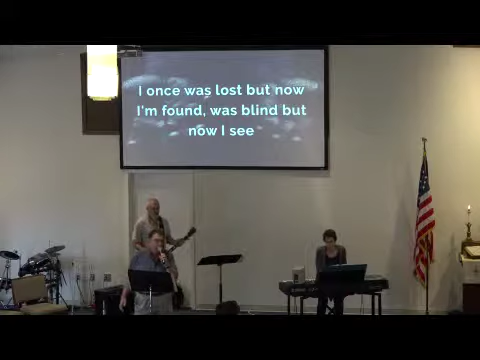 I once was lost but now
I'm found, was blind but
now I see